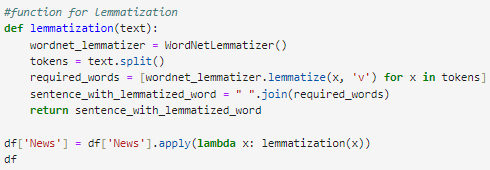 #function for lemmatization
def lemmatization(text):
    wordnet_lemmatizer = WordNetLemmatizer()
    tokens = text.split()
    required_words = [wordnet_lemmatizer.lemmatize(x, 'v') for x in tokens]
    sentence_with_lemmatized_word = " ".join(required_words)
    return sentence_with_lemmatized_word

df['News'] = df['News'].apply(lambda x: lemmatization(x))
df